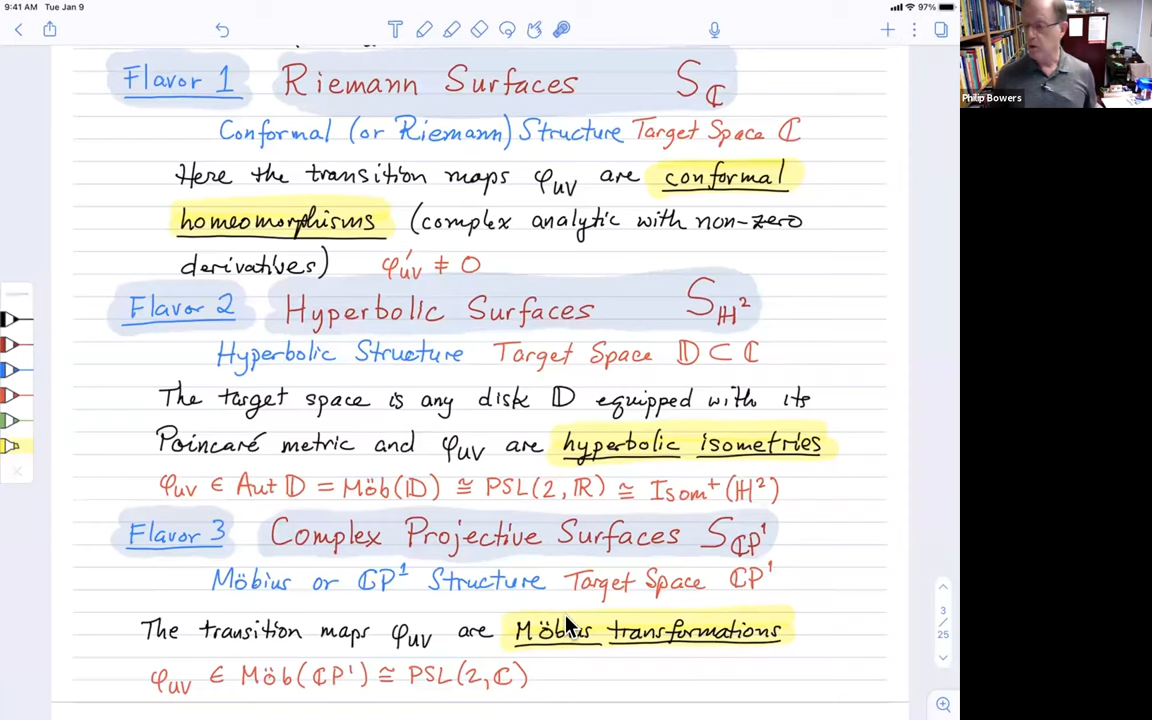 9:41 AM Tue Jan 9
97%
Philip Bowers
Flavor 1 Riemann Surfaces S_ℂ
Conformal (or Riemann) Structure Target Space ℂ
Here the transition maps φ_UV are conformal
homeomorphisms (complex analytic with non-zero
derivatives) φ'_UV ≠ 0
Flavor 2 Hyperbolic Surfaces S_ℍ²
Hyperbolic Structure Target Space 𝔻 ⊂ ℂ
The target space is any disk 𝔻 equipped with its
Poincaré metric and φ_UV are hyperbolic isometries
φ_UV ∈ Aut 𝔻 = Möb(𝔻) ≅ PSL(2,ℝ) ≅ Isom⁺(ℍ²)
Flavor 3 Complex Projective Surfaces S_ℂP¹
Möbius or ℂP¹ Structure Target Space ℂP¹
The transition maps φ_UV are Möbius transformations
φ_UV ∈ Möb(ℂP¹) ≅ PSL(2,ℂ)
3
/
25